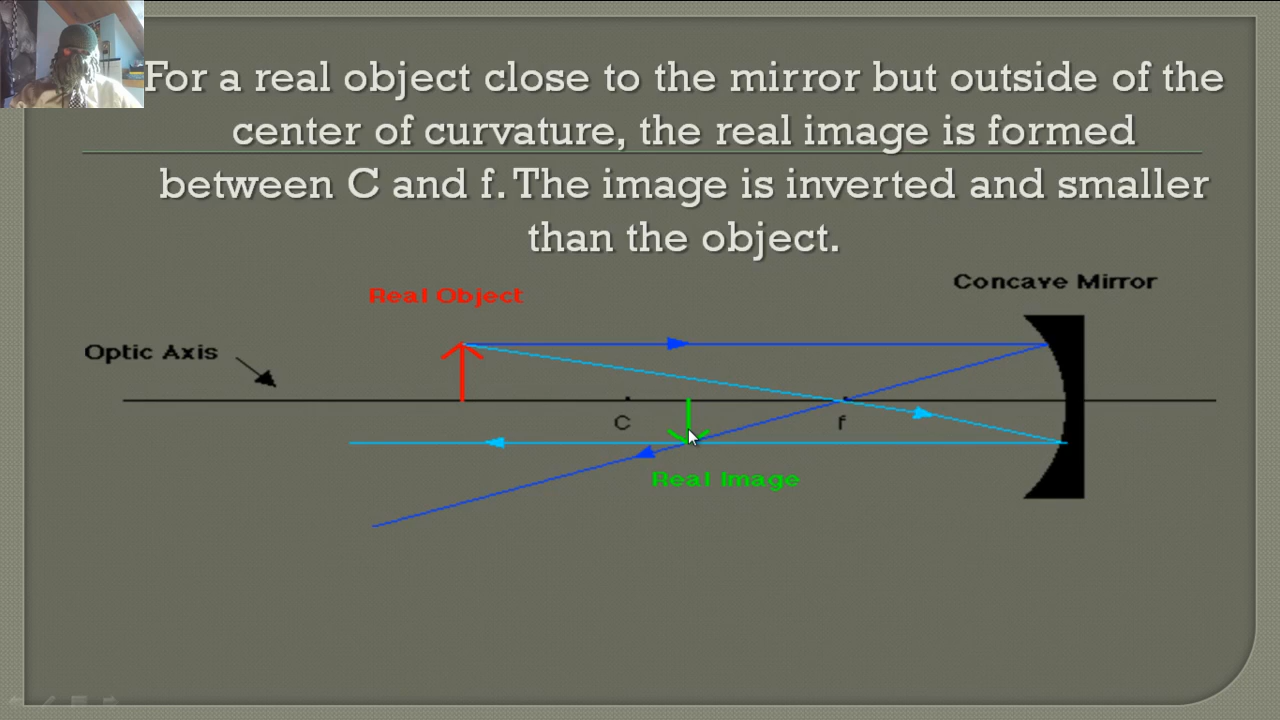 For a real object close to the mirror but outside of the
center of curvature, the real image is formed
between C and f. The image is inverted and smaller
than the object.
Concave Mirror
Real Object
Optic Axis
C
f
Real Image